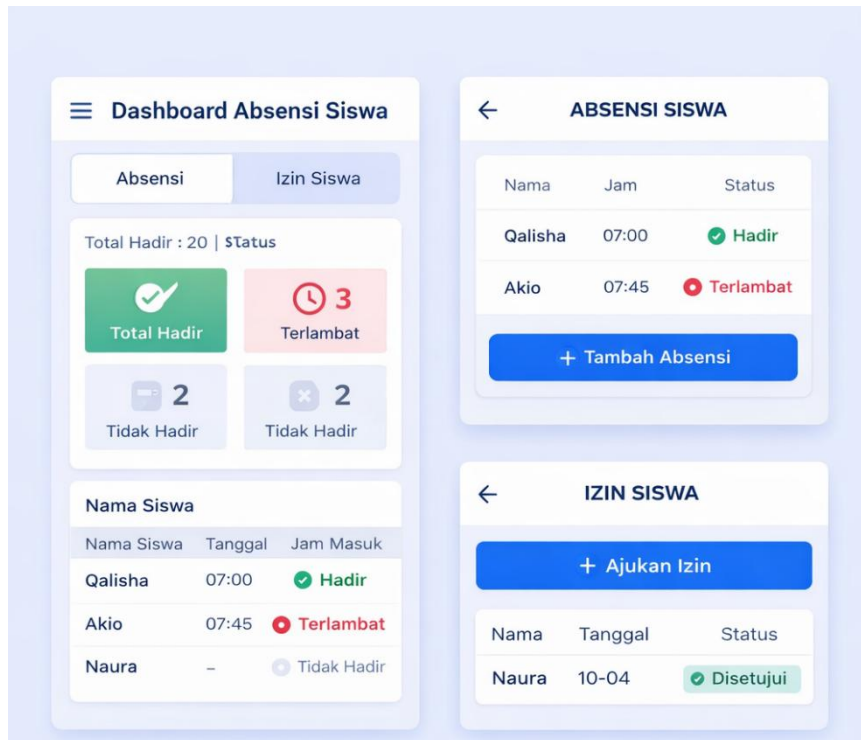 Dashboard Absensi Siswa
Absensi Izin Siswa
Total Hadir : 20 | Status
Total Hadir
3
Terlambat
2
Tidak Hadir
2
Tidak Hadir
Nama Siswa
Nama Siswa Tanggal Jam Masuk
Qalisha 07:00 Hadir
Akio 07:45 Terlambat
Naura – Tidak Hadir
ABSENSI SISWA
Nama Jam Status
Qalisha 07:00 Hadir
Akio 07:45 Terlambat
+ Tambah Absensi
IZIN SISWA
+ Ajukan Izin
Nama Tanggal Status
Naura 10-04 Disetujui